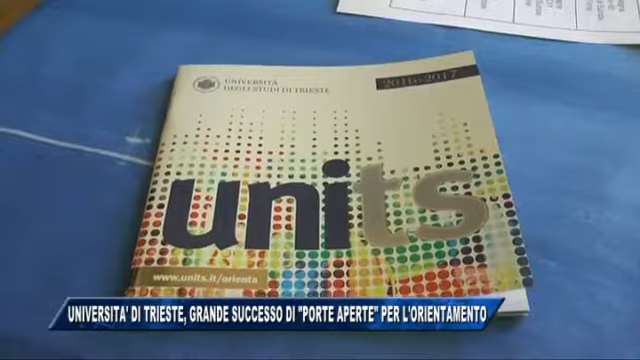 UNIVERSITÀ
DEGLI STUDI DI TRIESTE
2016-2017
units
www.units.it/orienta
UNIVERSITA' DI TRIESTE, GRANDE SUCCESSO DI "PORTE APERTE" PER L'ORIENTAMENTO